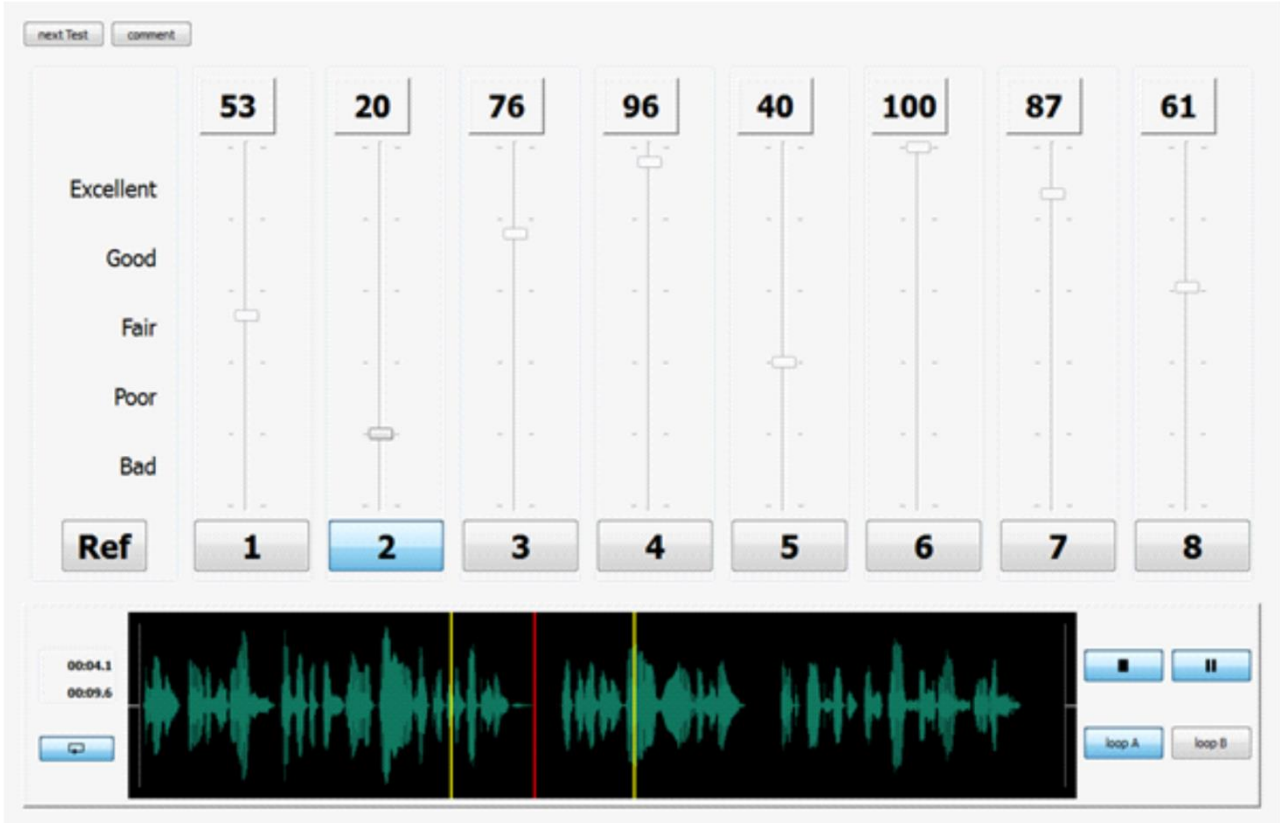 next Test comment
53 20 76 96 40 100 87 61
Excellent
Good
Fair
Poor
Bad
Ref 1 2 3 4 5 6 7 8
00:04.1
00:09.6
loop A loop B